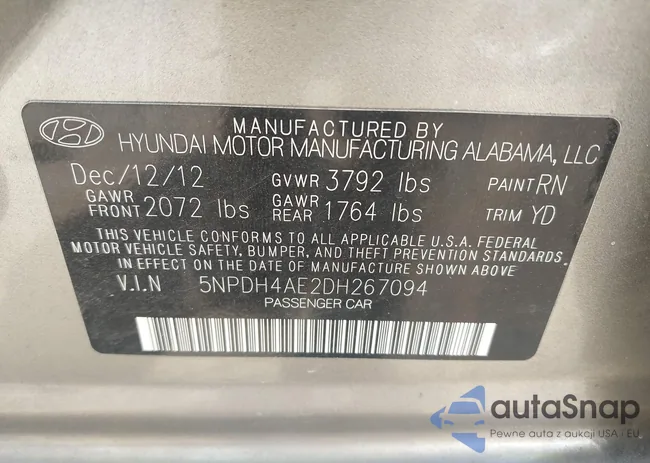 MANUFACTURED BY
HYUNDAI MOTOR MANUFACTURING ALABAMA, LLC
Dec/12/12 GVWR 3792 lbs PAINT RN
GAWR FRONT 2072 lbs GAWR REAR 1764 lbs TRIM YD
THIS VEHICLE CONFORMS TO ALL APPLICABLE U.S.A. FEDERAL
MOTOR VEHICLE SAFETY, BUMPER, AND THEFT PREVENTION
STANDARDS IN EFFECT ON THE DATE OF MANUFACTURE SHOWN ABOVE
V.I.N 5NPDH4AE2DH267094
PASSENGER CAR
autaSnap
Pewne auta z aukcji USA i EU